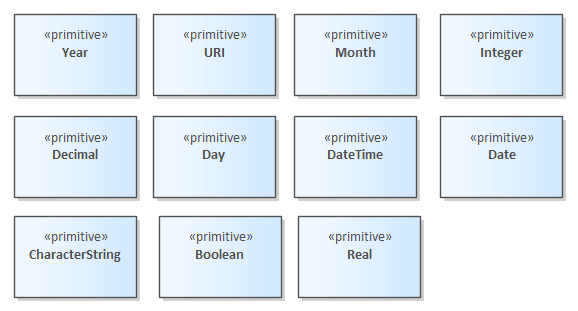 «primitive»
Year
«primitive»
URI
«primitive»
Month
«primitive»
Integer
«primitive»
Decimal
«primitive»
Day
«primitive»
DateTime
«primitive»
Date
«primitive»
CharacterString
«primitive»
Boolean
«primitive»
Real